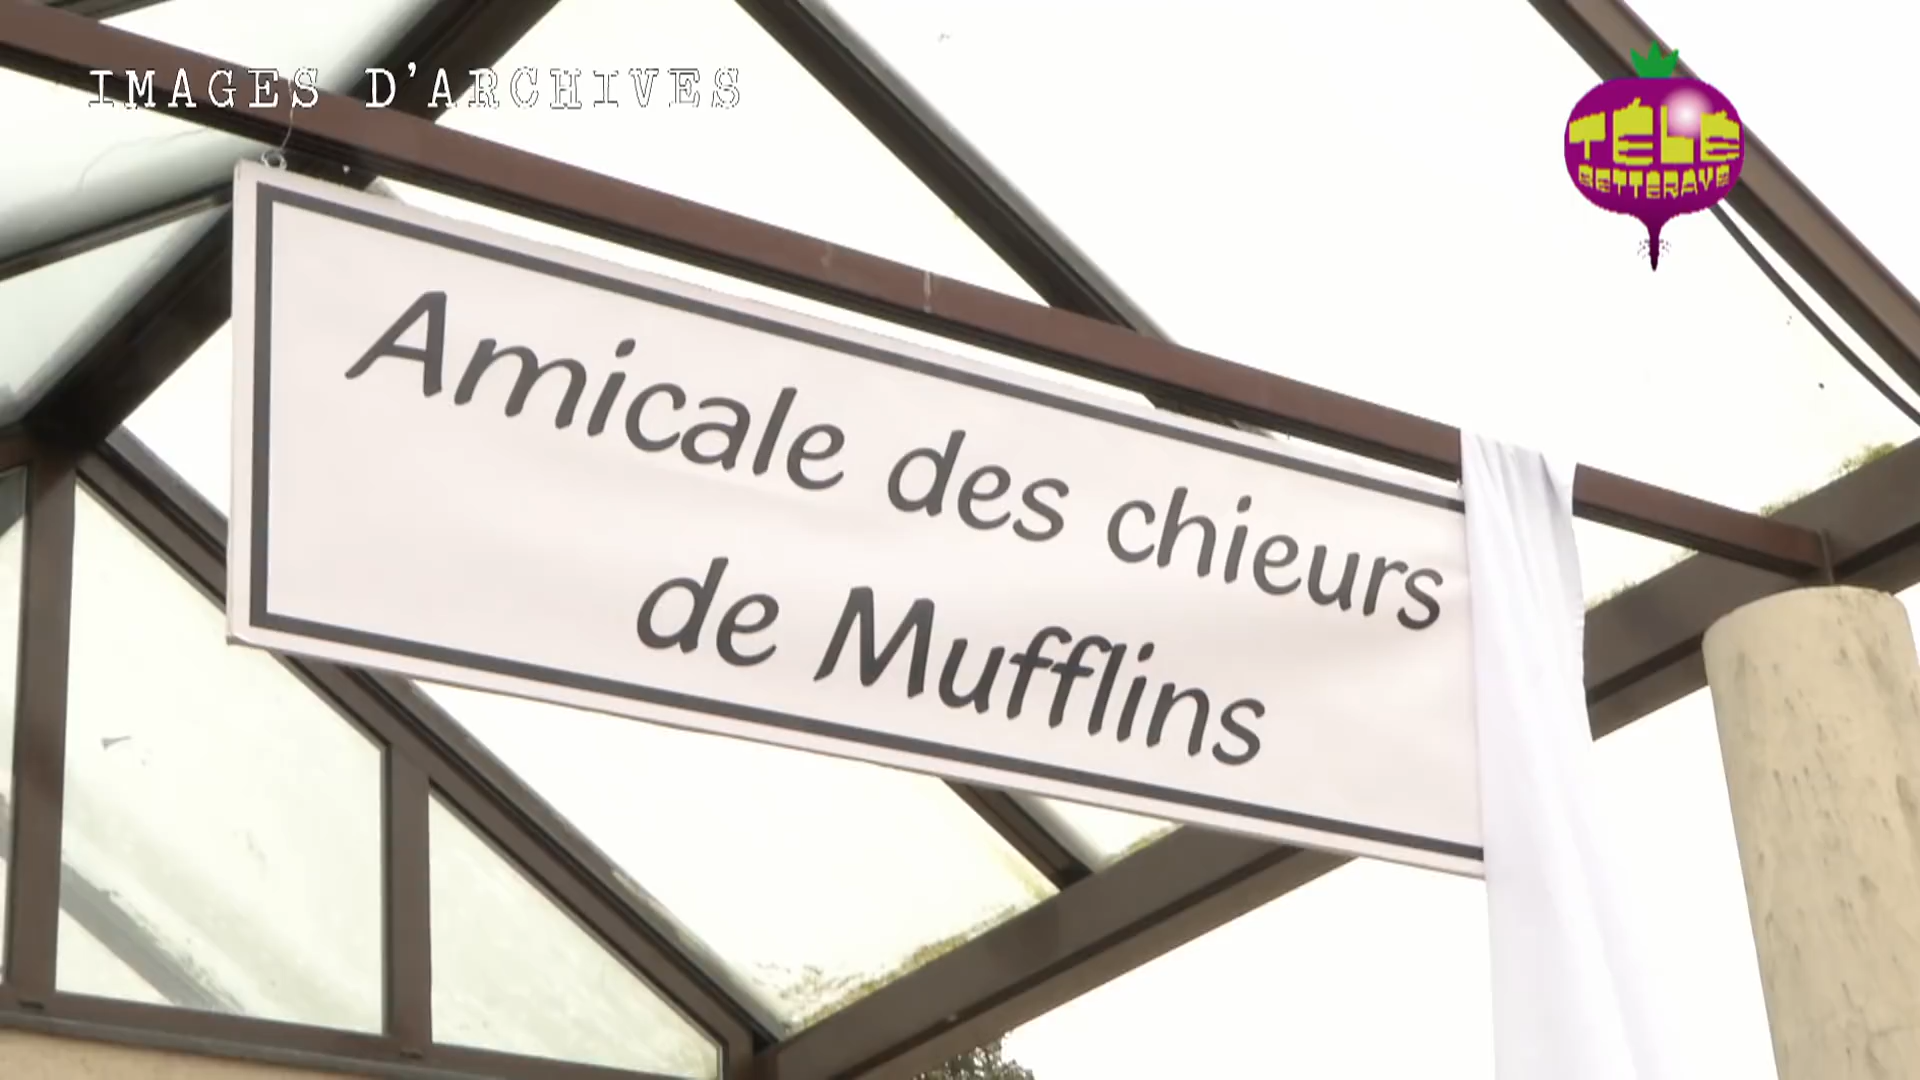 IMAGES D'ARCHIVES
TÉLÉ
BETTERAVE
Amicale des chieurs
de Mufflins